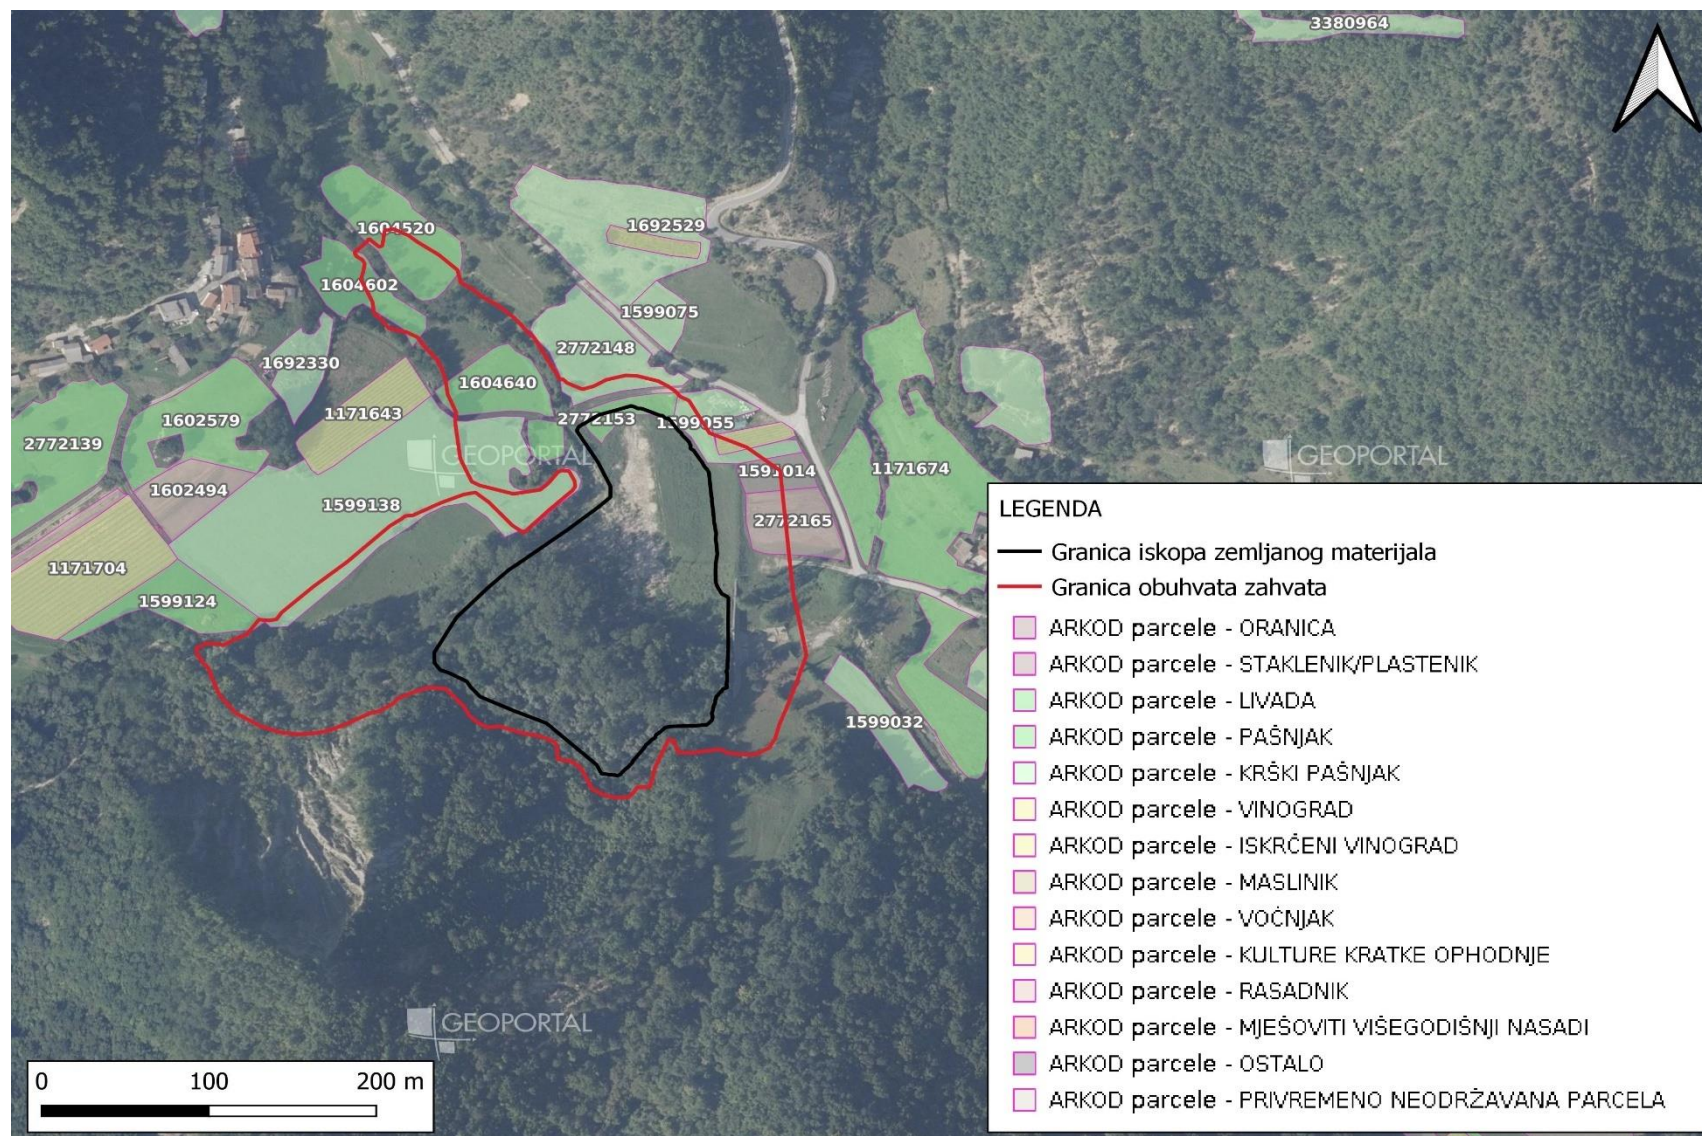 3380964
1692529
1604520
1604602
1599075
2772148
1692330
1604640
1171643
1602579
2772153
1599055
2772139
GEOPORTAL
GEOPORTAL
1591014
1171674
1602494
1599138
2772165
1171704
1599124
1599032
GEOPORTAL
LEGENDA
Granica iskopa zemljanog materijala
Granica obuhvata zahvata
ARKOD parcele - ORANICA
ARKOD parcele - STAKLENIK/PLASTENIK
ARKOD parcele - LIVADA
ARKOD parcele - PAŠNJAK
ARKOD parcele - KRŠKI PAŠNJAK
ARKOD parcele - VINOGRAD
ARKOD parcele - ISKRČENI VINOGRAD
ARKOD parcele - MASLINIK
ARKOD parcele - VOĆNJAK
ARKOD parcele - KULTURE KRATKE OPHODNJE
ARKOD parcele - RASADNIK
ARKOD parcele - MJEŠOVITI VIŠEGODIŠNJI NASADI
ARKOD parcele - OSTALO
ARKOD parcele - PRIVREMENO NEODRŽAVANA PARCELA
0 100 200 m